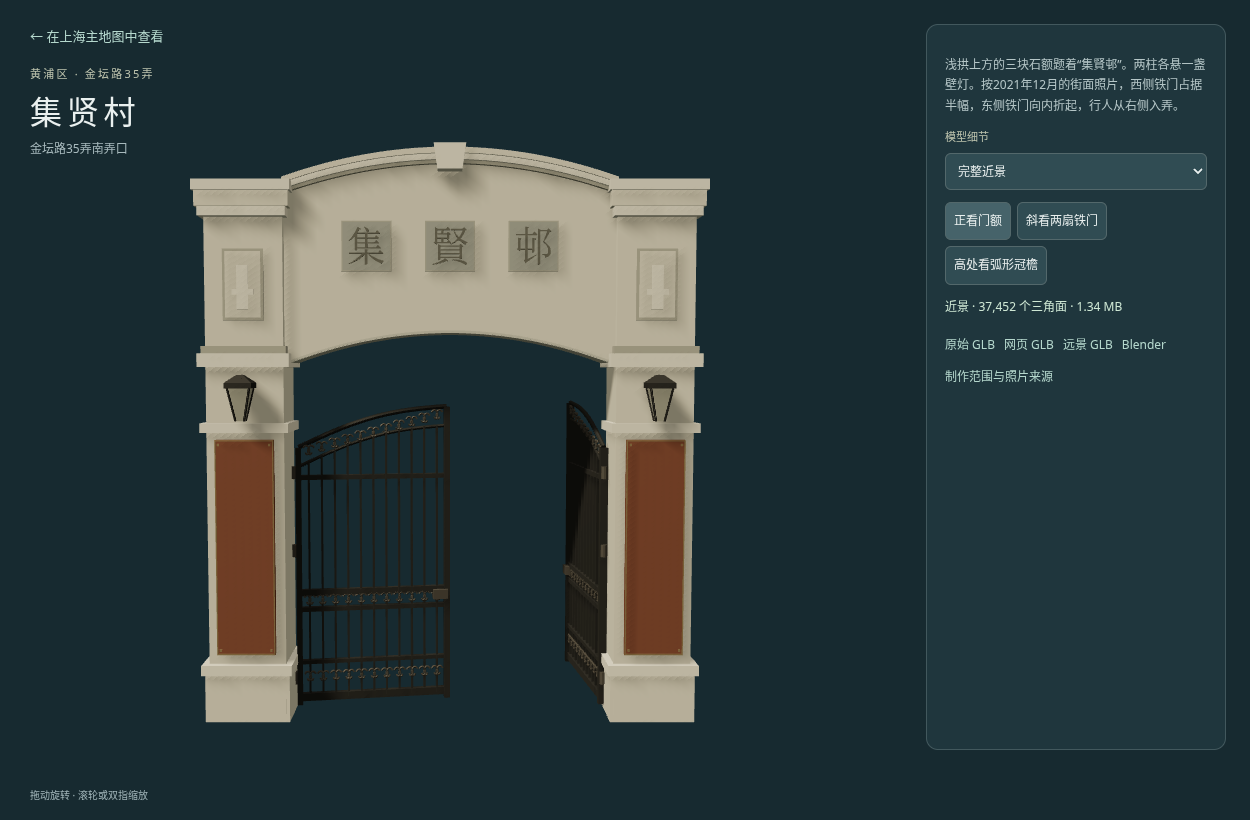 ← 在上海主地图中查看
黄浦区 · 金坛路35弄
集贤村
金坛路35弄南弄口
集 賢 邨
浅拱上方的三块石额题着“集賢邨”。两柱各悬一盏
壁灯。按2021年12月的街面照片，西侧铁门占据
半幅，东侧铁门向内折起，行人从右侧入弄。
模型细节
完整近景
正看门额 斜看两扇铁门
高处看弧形冠檐
近景 · 37,452 个三角面 · 1.34 MB
原始 GLB 网页 GLB 远景 GLB Blender
制作范围与照片来源
拖动旋转 · 滚轮或双指缩放